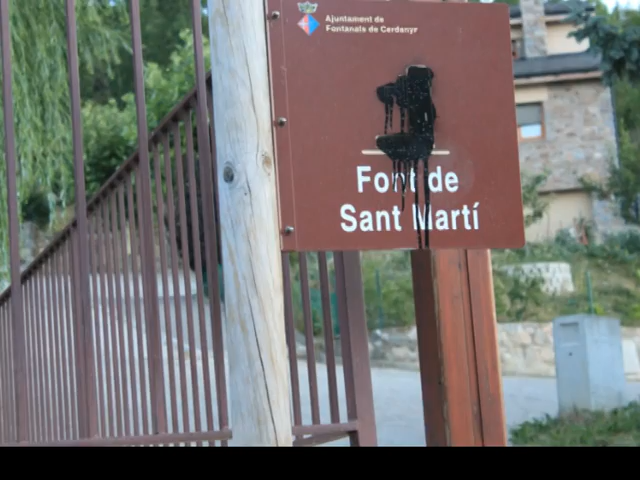 Ajuntament de
Fontanals de Cerdanya
Font de
Sant Martí